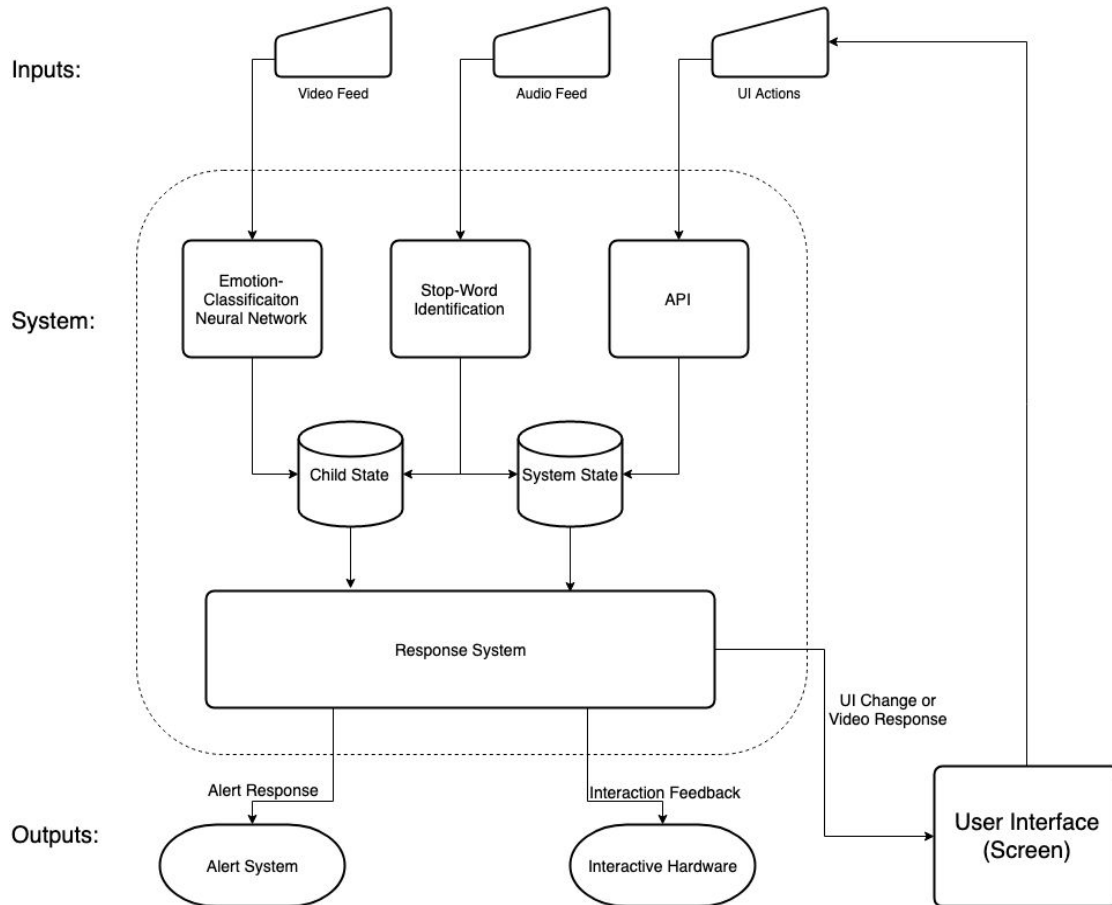 Inputs:
Video Feed
Audio Feed
UI Actions
System:
Emotion-
Classificaiton
Neural Network
Stop-Word
Identification
API
Child State
System State
Response System
UI Change or
Video Response
Alert Response
Interaction Feedback
Outputs:
Alert System
Interactive Hardware
User Interface
(Screen)